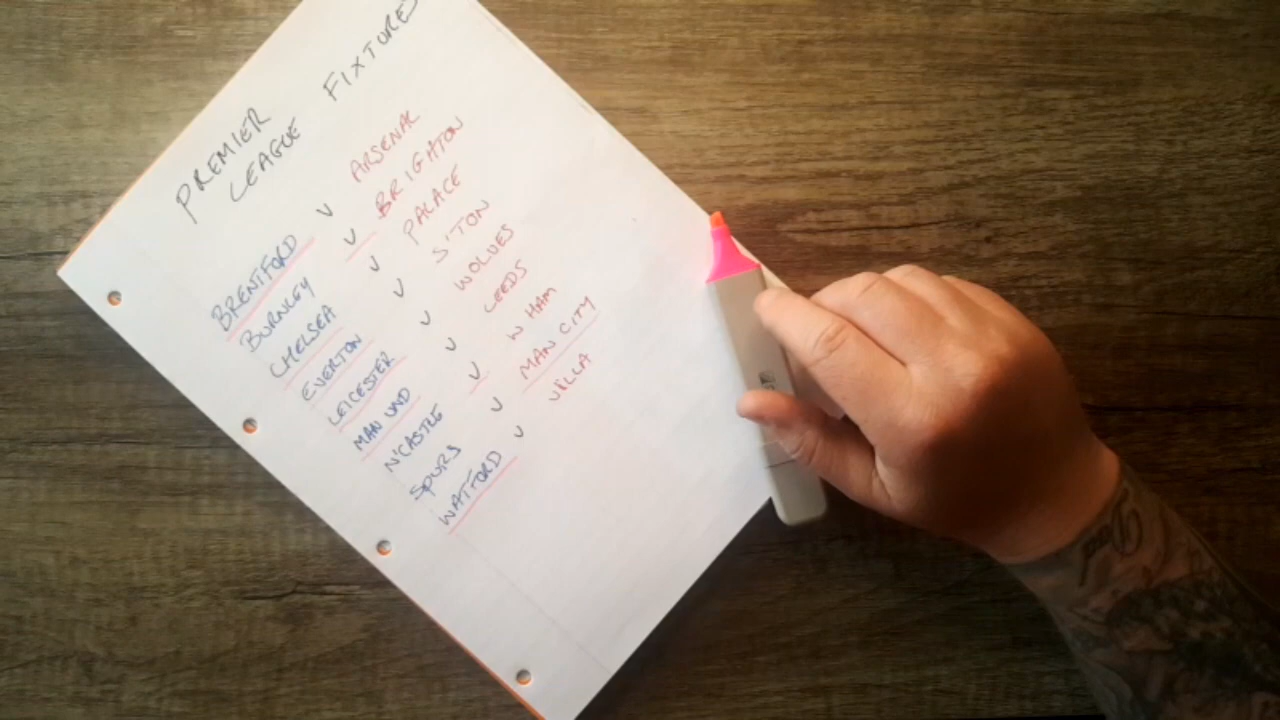 PREMIER
LEAGUE FIXTURES
BRENTFORD V ARSENAL
BURNLEY V BRIGHTON
CHELSEA V PALACE
EVERTON V S'TON
LEICESTER V WOLVES
MAN UND V LEEDS
N'CASTLE V W HAM
SPURS V MAN CITY
WATFORD V VILLA